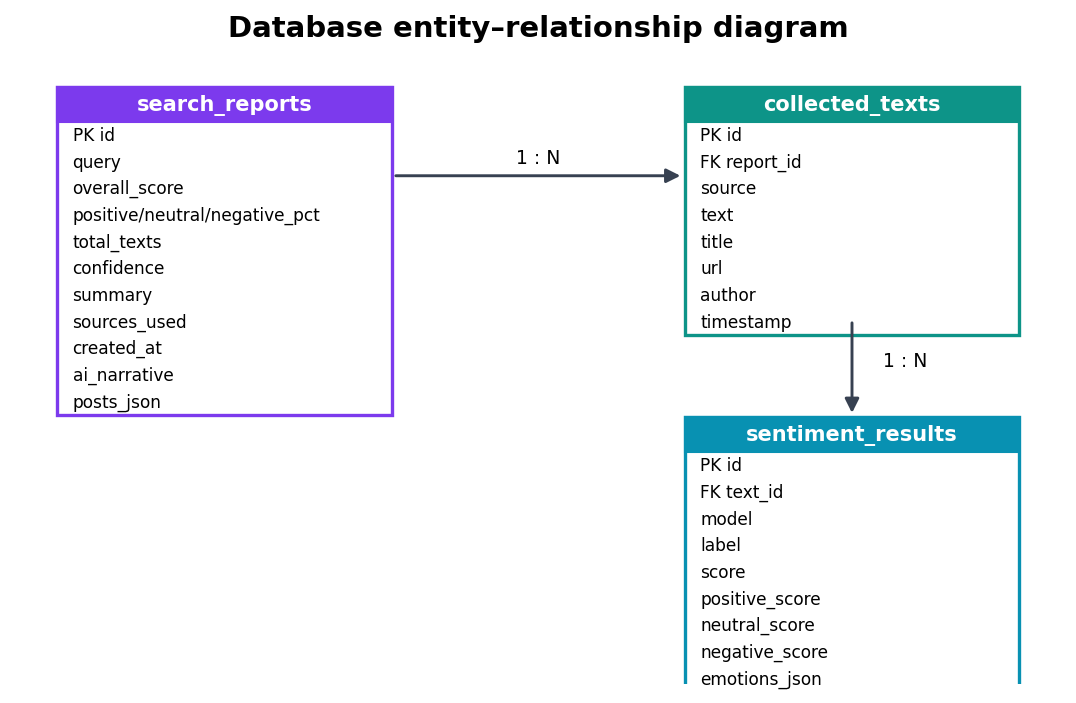 Database entity–relationship diagram
search_reports
PK id
query
overall_score
positive/neutral/negative_pct
total_texts
confidence
summary
sources_used
created_at
ai_narrative
posts_json
1 : N
collected_texts
PK id
FK report_id
source
text
title
url
author
timestamp
1 : N
sentiment_results
PK id
FK text_id
model
label
score
positive_score
neutral_score
negative_score
emotions_json